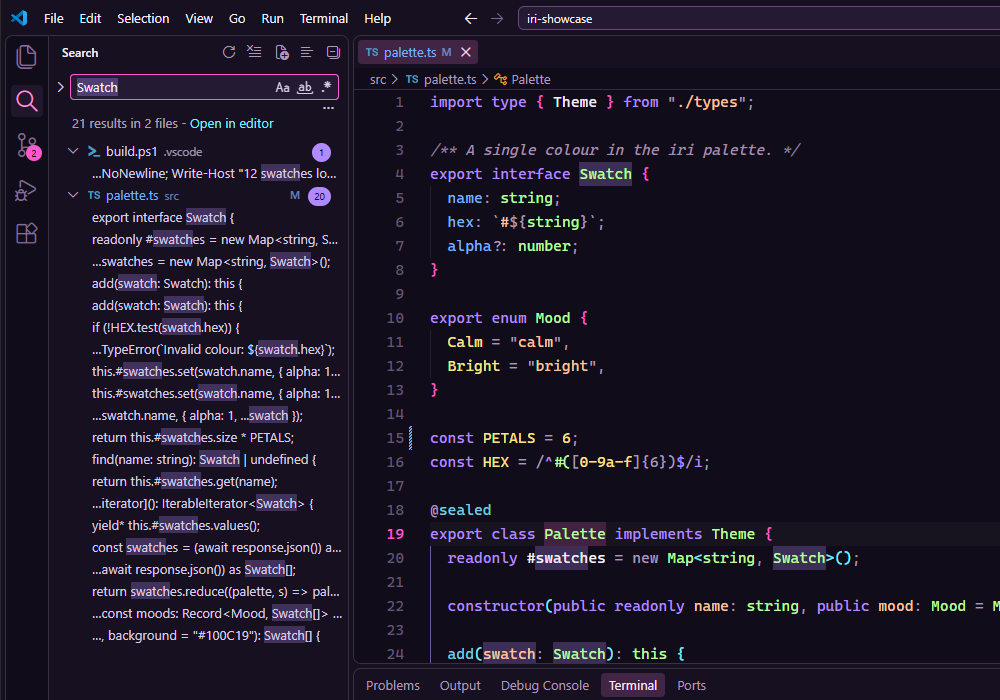 File Edit Selection View Go Run Terminal Help iri-showcase
Search
TS palette.ts M
Swatch Aa ab .*
src > TS palette.ts > Palette
21 results in 2 files - Open in editor
build.ps1 .vscode 1
...NoNewline; Write-Host "12 swatches lo...
TS palette.ts src M 20
export interface Swatch {
readonly #swatches = new Map<string, S...
...swatches = new Map<string, Swatch>();
add(swatch: Swatch): this {
add(swatch: Swatch): this {
if (!HEX.test(swatch.hex)) {
...TypeError(`Invalid colour: ${swatch.hex}`);
this.#swatches.set(swatch.name, { alpha: 1...
this.#swatches.set(swatch.name, { alpha: 1...
...swatch.name, { alpha: 1, ...swatch });
return this.#swatches.size * PETALS;
find(name: string): Swatch | undefined {
return this.#swatches.get(name);
...iterator](): IterableIterator<Swatch> {
yield* this.#swatches.values();
const swatches = (await response.json()) a...
...await response.json()) as Swatch[];
return swatches.reduce((palette, s) => pal...
...const moods: Record<Mood, Swatch[]> ...
..., background = "#100C19"): Swatch[] {
2
1 import type { Theme } from "./types";
2
3 /** A single colour in the iri palette. */
4 export interface Swatch {
5 name: string;
6 hex: `#${string}`;
7 alpha?: number;
8 }
9
10 export enum Mood {
11 Calm = "calm",
12 Bright = "bright",
13 }
14
15 const PETALS = 6;
16 const HEX = /^#([0-9a-f]{6})$/i;
17
18 @sealed
19 export class Palette implements Theme {
20 readonly #swatches = new Map<string, Swatch>();
21
22 constructor(public readonly name: string, public mood: Mood = M
23
24 add(swatch: Swatch): this {
Problems Output Debug Console Terminal Ports